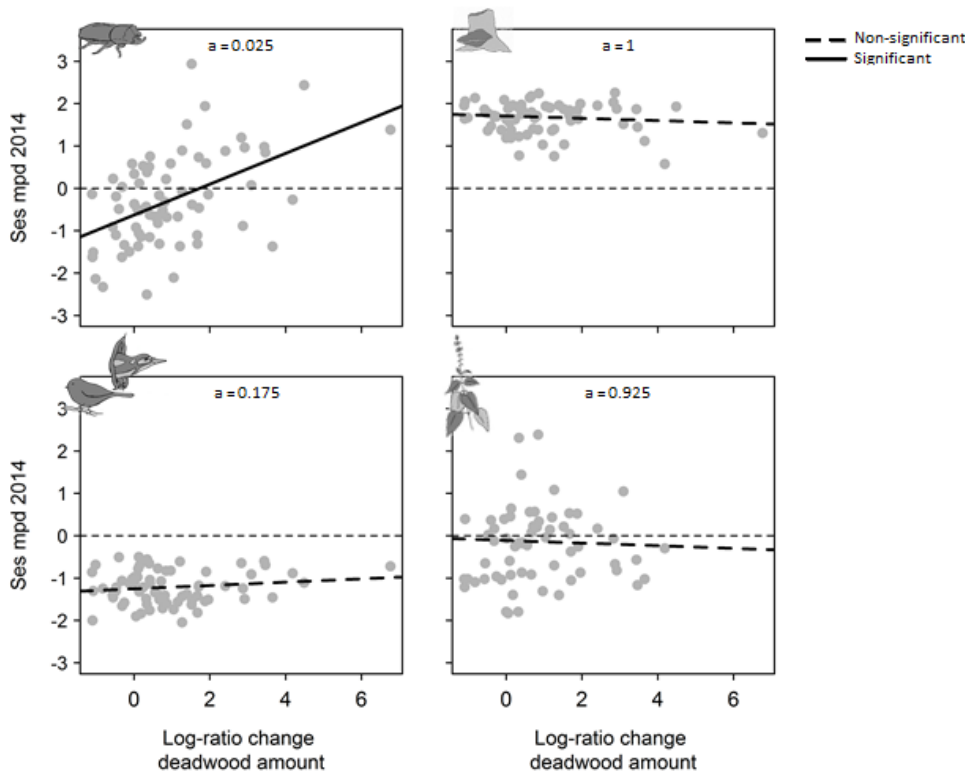 a = 0.025
a = 1
Non-significant
Significant
Ses mpd 2014
3
2
1
0
-1
-2
-3
a = 0.175
a = 0.925
Ses mpd 2014
3
2
1
0
-1
-2
-3
0 2 4 6
0 2 4 6
Log-ratio change
deadwood amount
Log-ratio change
deadwood amount